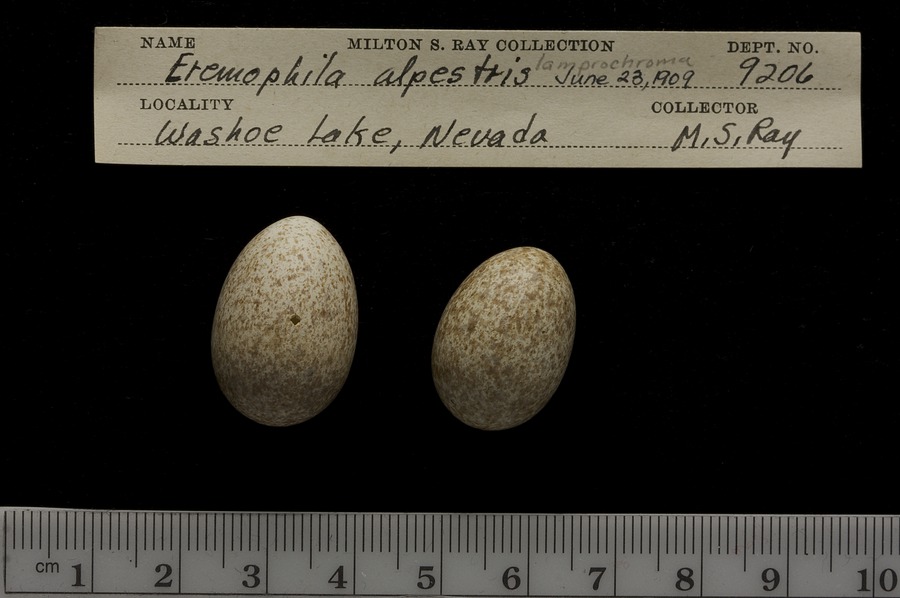 NAME MILTON S. RAY COLLECTION DEPT. NO.
Eremophila alpestris lamprochroma June 23, 1909 9206
LOCALITY COLLECTOR
Washoe Lake, Nevada M. S. Ray
cm 1 2 3 4 5 6 7 8 9 10